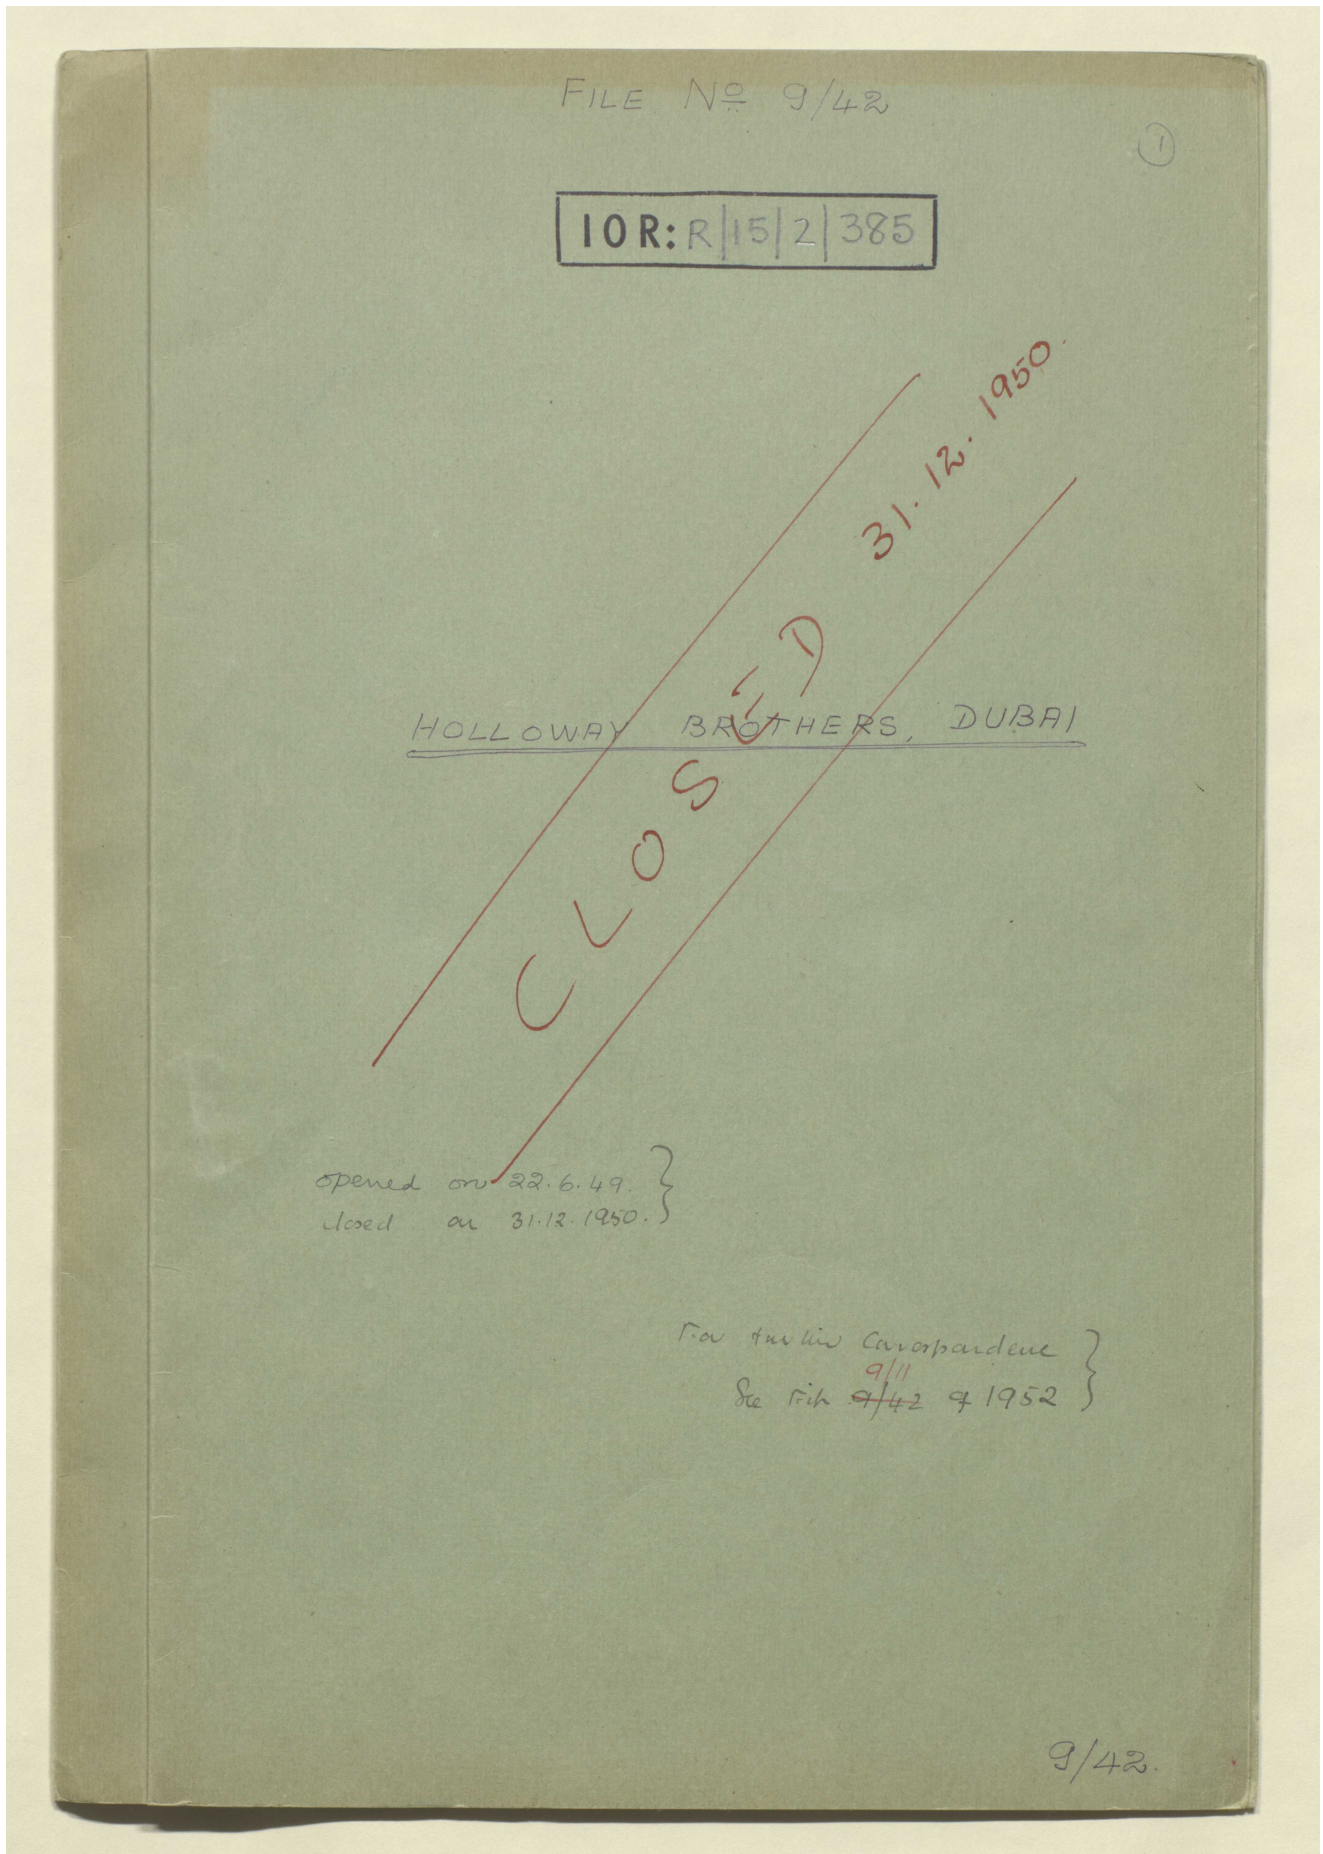 FILE Nº 9/42
1
IOR: R/15/2/385
CLOSED 31.12.1950.
HOLLOWAY BROTHERS, DUBAI
opened on 22.6.49.
closed on 31.12.1950.
For further Correspondence
9/11
See File 9/42 of 1952
9/42.